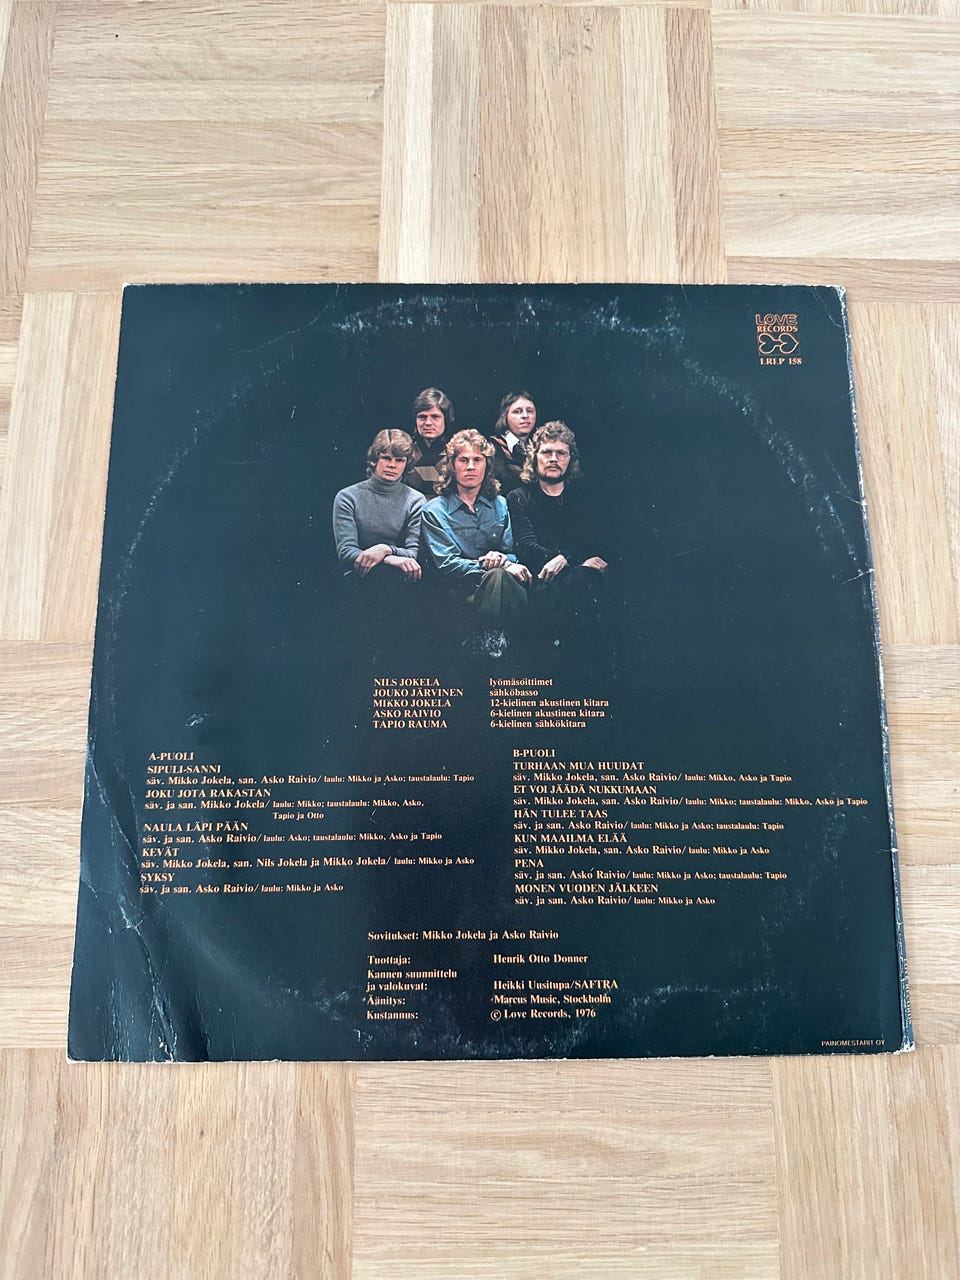 LOVE
RECORDS
LRLP 158
NILS JOKELA lyömäsoittimet
JOUKO JÄRVINEN sähköbasso
MIKKO JOKELA 12-kielinen akustinen kitara
ASKO RAIVIO 6-kielinen akustinen kitara
TAPIO RAUMA 6-kielinen sähkökitara
A-PUOLI
SIPULI-SANNI
säv. Mikko Jokela, san. Asko Raivio/ laulu: Mikko ja Asko; taustalaulu: Tapio
JOKU JOTA RAKASTAN
säv. ja san. Mikko Jokela/ laulu: Mikko; taustalaulu: Mikko, Asko,
Tapio ja Otto
NAULA LÄPI PÄÄN
säv. ja san. Asko Raivio/ laulu: Asko; taustalaulu: Mikko, Asko ja Tapio
KEVÄT
säv. Mikko Jokela, san. Nils Jokela ja Mikko Jokela/ laulu: Mikko ja Asko
SYKSY
säv. ja san. Asko Raivio/ laulu: Mikko ja Asko
B-PUOLI
TURHAAN MUA HUUDAT
säv. Mikko Jokela, san. Asko Raivio/ laulu: Mikko, Asko ja Tapio
ET VOI JÄÄDÄ NUKKUMAAN
säv. Mikko Jokela, san. Asko Raivio/ laulu: Mikko; taustalaulu: Mikko, Asko ja Tapio
HÄN TULEE TAAS
säv. ja san. Asko Raivio/ laulu: Mikko ja Asko; taustalaulu: Tapio
KUN MAAILMA ELÄÄ
säv. Mikko Jokela, san. Asko Raivio/ laulu: Mikko ja Asko
PENA
säv. ja san. Asko Raivio/ laulu: Mikko ja Asko; taustalaulu: Tapio
MONEN VUODEN JÄLKEEN
säv. ja san. Asko Raivio/ laulu: Mikko ja Asko
Sovitukset: Mikko Jokela ja Asko Raivio
Tuottaja: Henrik Otto Donner
Kannen suunnittelu
ja valokuvat: Heikki Uusitupa/SAFTRA
Äänitys: Marcus Music, Stockholm
Kustannus: © Love Records, 1976
PAINOMESTARIT OY